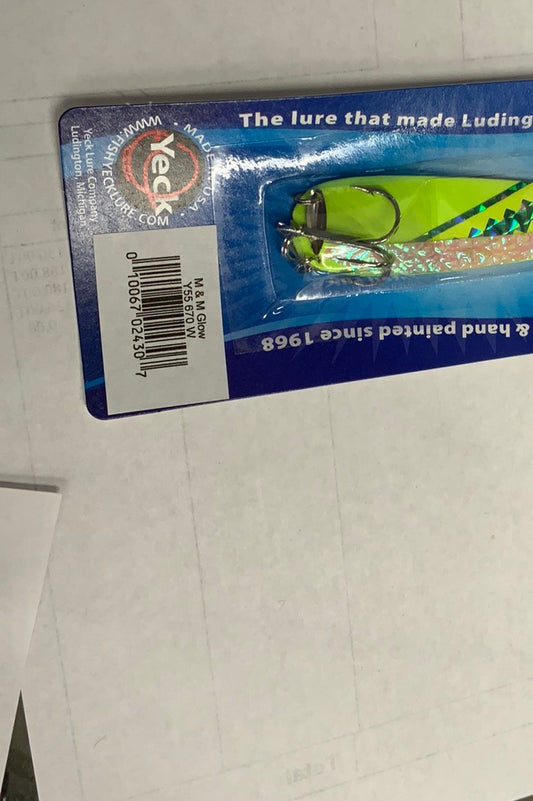 The lure that made Luding
MADE
USA
WWW.FISHYECKLURE.COM
Yeck
Yeck Lure Company
Ludington, Michigan
M & M Glow
Y55 670 W
0 10067 02430 7
& hand painted since 1968
Total